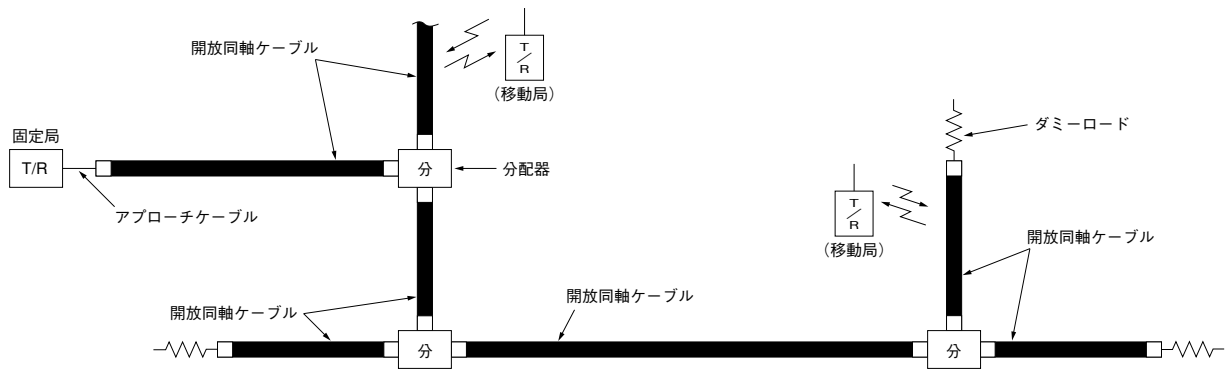 開放同軸ケーブル
T/R
(移動局)
固定局
T/R
分
分配器
アプローチケーブル
ダミーロード
T/R
(移動局)
開放同軸ケーブル
開放同軸ケーブル
開放同軸ケーブル
分
分